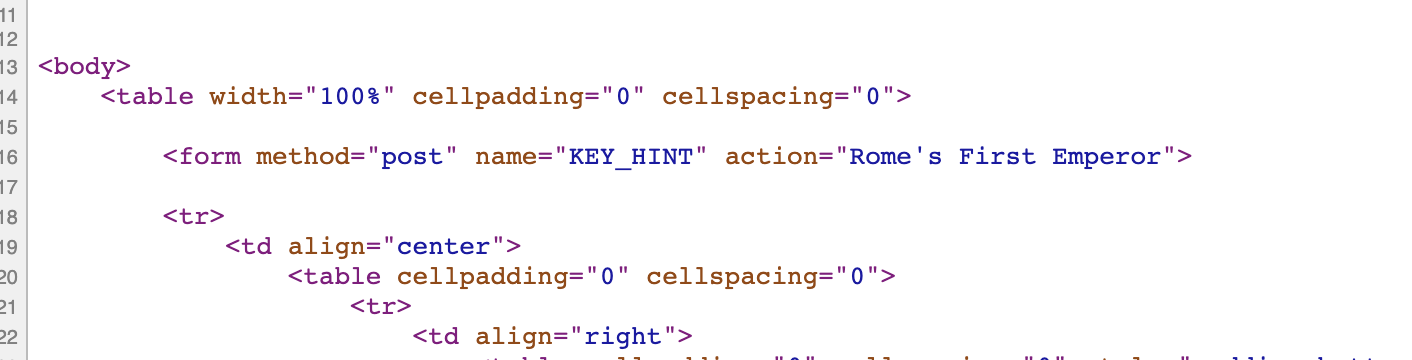 11
12
13 <body>
14 <table width="100%" cellpadding="0" cellspacing="0">
15
16 <form method="post" name="KEY_HINT" action="Rome's First Emperor">
17
18 <tr>
19 <td align="center">
20 <table cellpadding="0" cellspacing="0">
21 <tr>
22 <td align="right">